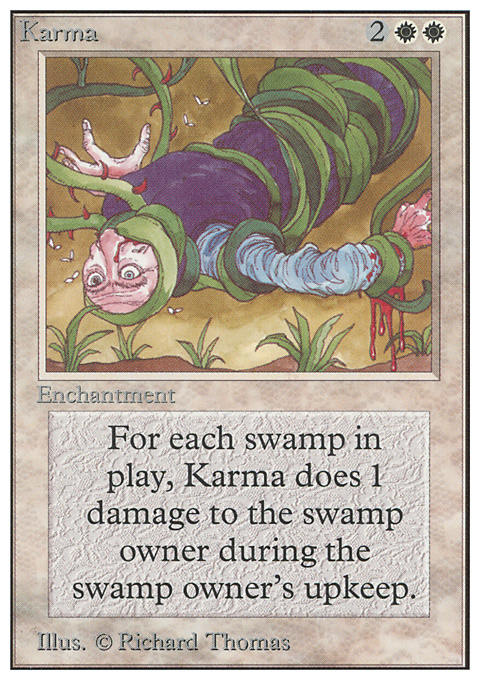 Karma 2
Enchantment
For each swamp in
play, Karma does 1
damage to the swamp
owner during the
swamp owner's upkeep.
Illus. © Richard Thomas